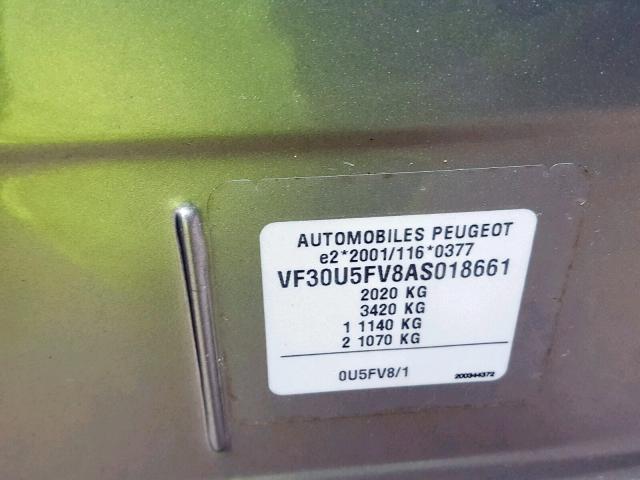 AUTOMOBILES PEUGEOT
e2*2001/116*0377
VF30U5FV8AS018661
2020 KG
3420 KG
1 1140 KG
2 1070 KG
0U5FV8/1
200344372